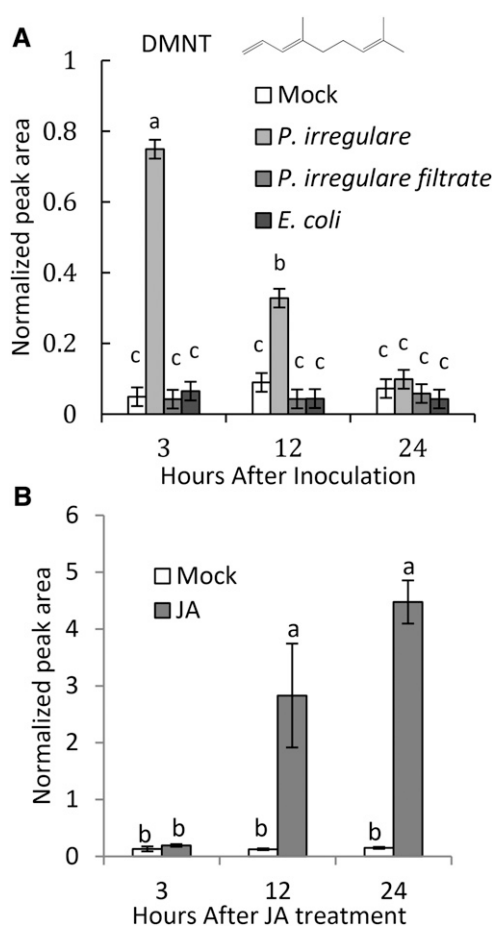 A
DMNT
Normalized peak area
1
0.8
0.6
0.4
0.2
0
Mock
P. irregulare
P. irregulare filtrate
E. coli
a
b
c c c c c c c c c c
3 12 24
Hours After Inoculation
B
Normalized peak area
6
5
4
3
2
1
0
Mock
JA
a
a
b b b b
3 12 24
Hours After JA treatment